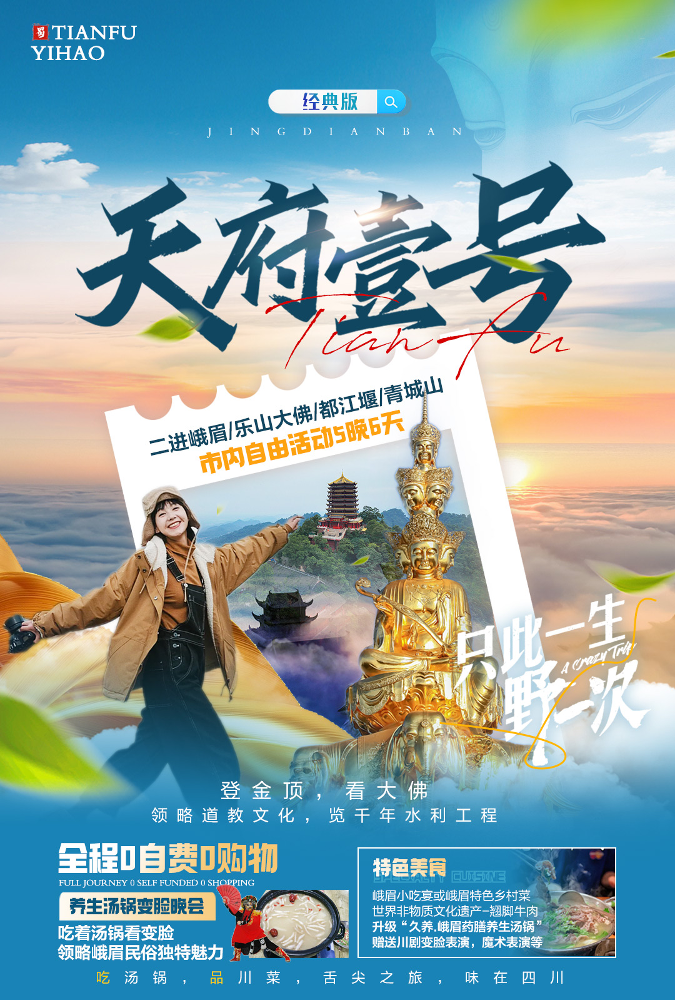 蜀 TIANFU
YIHAO
经典版
JINGDIANBAN
天府壹号
Tian fu
二进峨眉/乐山大佛/都江堰/青城山
市内自由活动5晚6天
只此一生
A Crazy Trip
野一次
登金顶，看大佛
领略道教文化，览千年水利工程
全程0自费0购物
FULL JOURNEY 0 SELF FUNDED 0 SHOPPING
养生汤锅变脸晚会
吃着汤锅看变脸
领略峨眉民俗独特魅力
特色美食
SPECIALTY CUISINE
峨眉小吃宴或峨眉特色乡村菜
世界非物质文化遗产-翘脚牛肉
升级“久养.峨眉药膳养生汤锅”
赠送川剧变脸表演，魔术表演等
吃汤锅，品川菜，舌尖之旅，味在四川